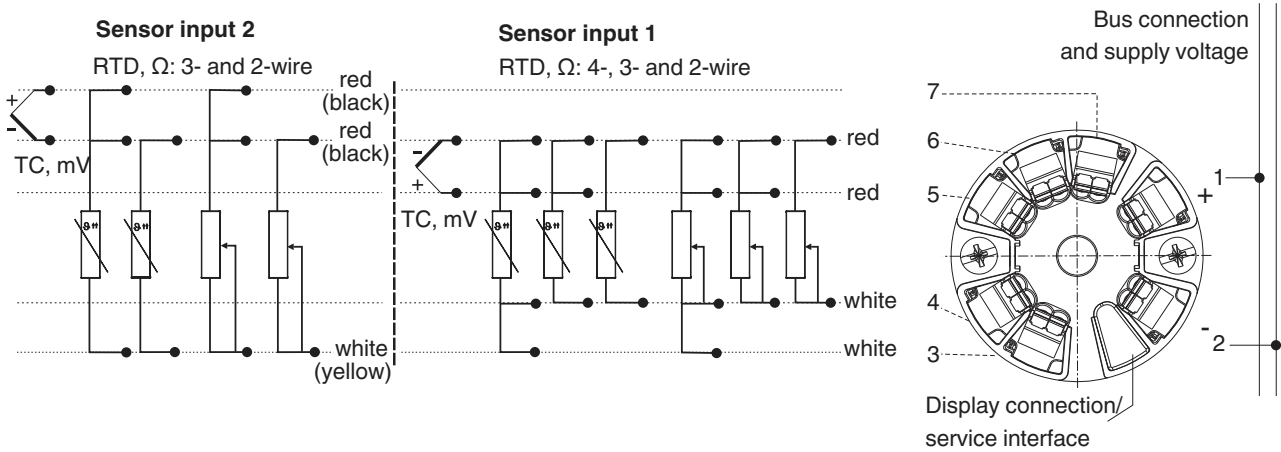 Sensor input 2
RTD, Ω: 3- and 2-wire
red
(black)
+
-
red
(black)
TC, mV
ϑ
ϑ
white
(yellow)
Sensor input 1
RTD, Ω: 4-, 3- and 2-wire
red
-
+
red
TC, mV
ϑ
ϑ
ϑ
white
white
Bus connection
and supply voltage
7
6
5
4
3
1
+
-
2
Display connection/
service interface